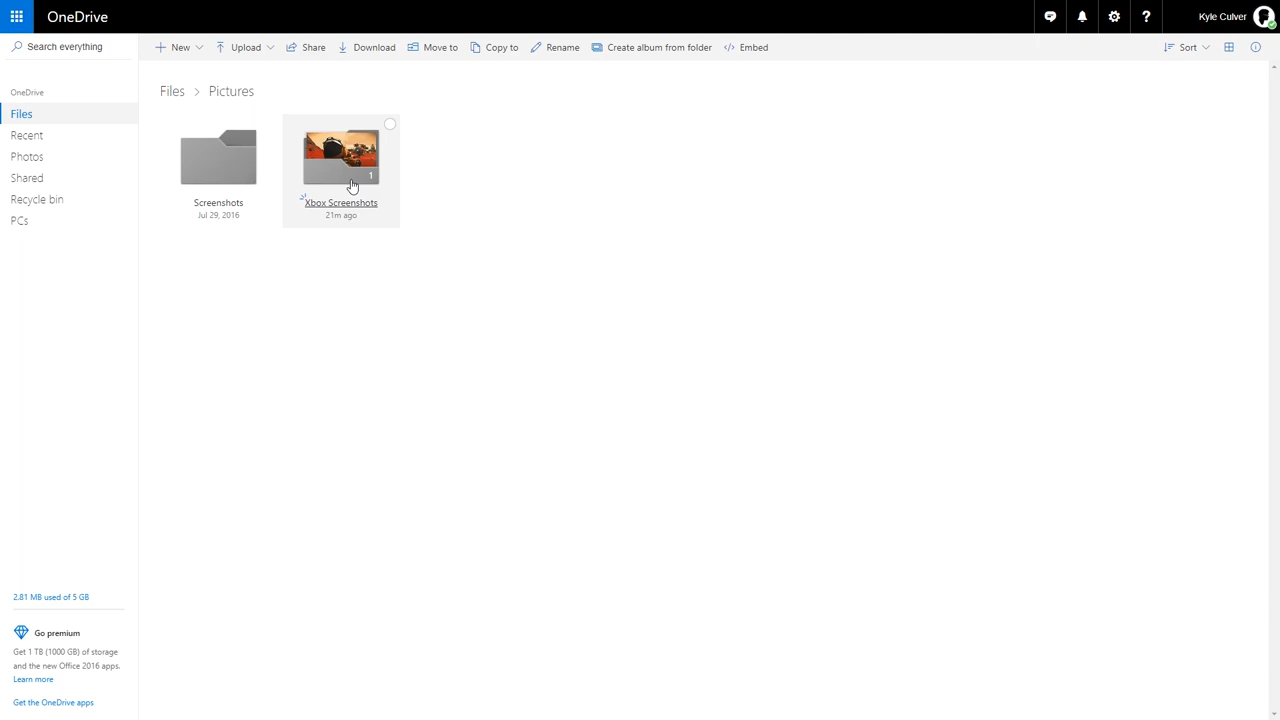 OneDrive
Kyle Culver
Search everything
New
Upload
Share
Download
Move to
Copy to
Rename
Create album from folder
Embed
Sort
OneDrive
Files
Recent
Photos
Shared
Recycle bin
PCs
Files > Pictures
Screenshots
Jul 29, 2016
1
Xbox Screenshots
21m ago
2.81 MB used of 5 GB
Go premium
Get 1 TB (1000 GB) of storage
and the new Office 2016 apps.
Learn more
Get the OneDrive apps